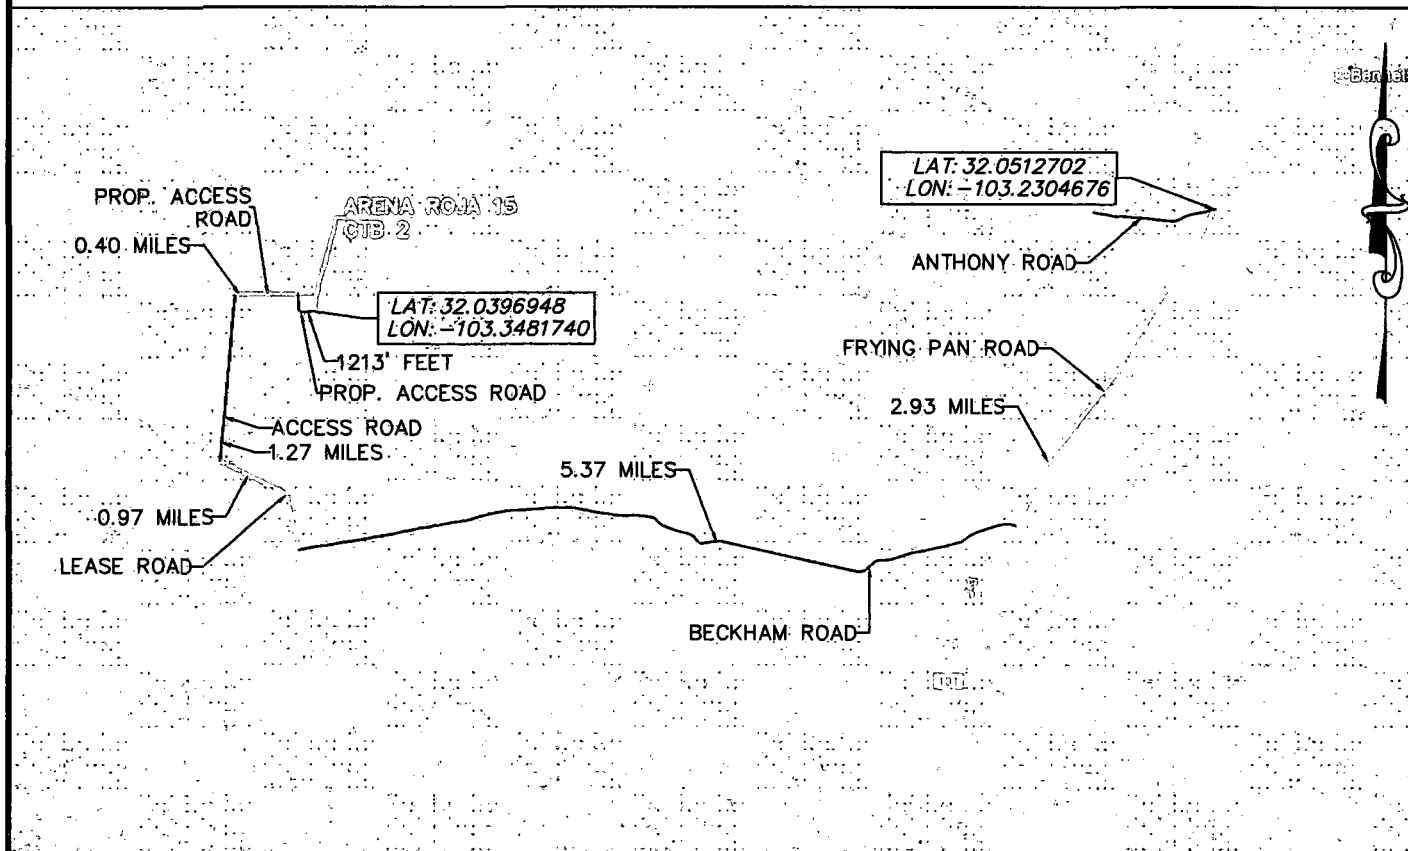 LAT: 32.0512702
LON: -103.2304676
PROP. ACCESS
ROAD
ARENA ROJA 15
CTB 2
0.40 MILES
ANTHONY ROAD
LAT: 32.0396948
LON: -103.3481740
1213' FEET
PROP. ACCESS ROAD
FRYING PAN ROAD
2.93 MILES
ACCESS ROAD
1.27 MILES
5.37 MILES
0.97 MILES
LEASE ROAD
BECKHAM ROAD